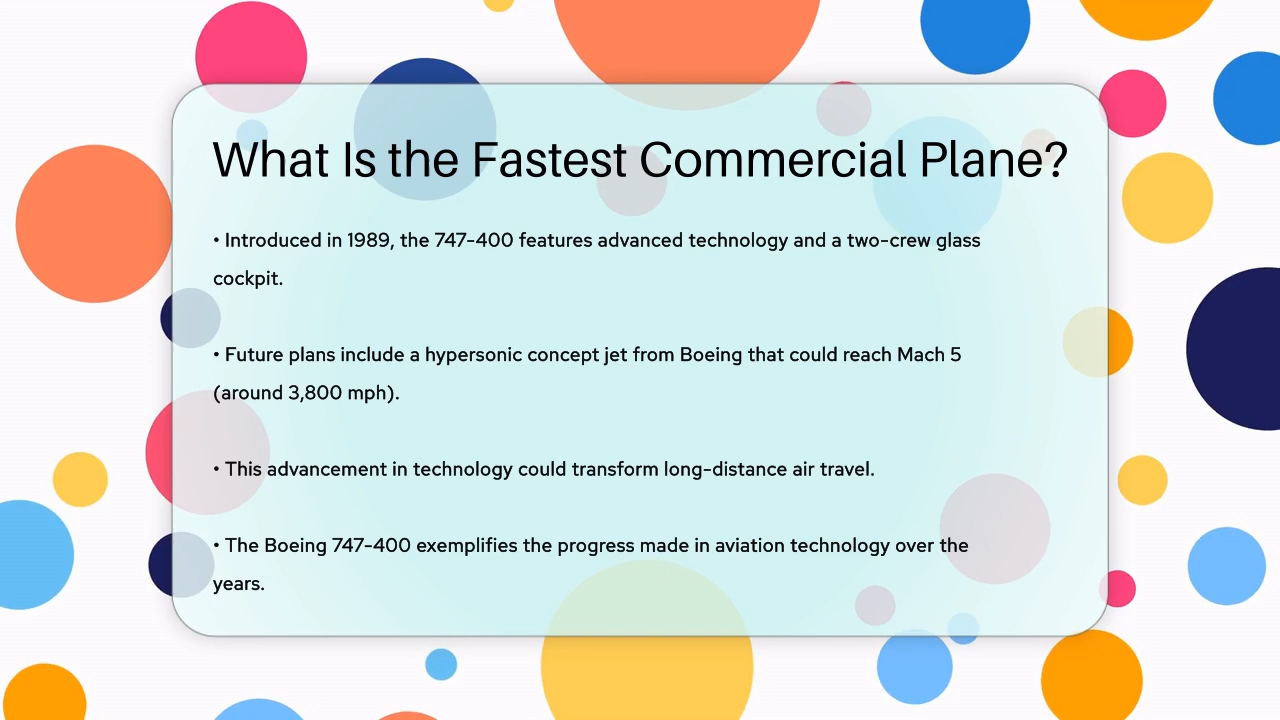 What Is the Fastest Commercial Plane?
• Introduced in 1989, the 747-400 features advanced technology and a two-crew glass
cockpit.
• Future plans include a hypersonic concept jet from Boeing that could reach Mach 5
(around 3,800 mph).
• This advancement in technology could transform long-distance air travel.
• The Boeing 747-400 exemplifies the progress made in aviation technology over the
years.